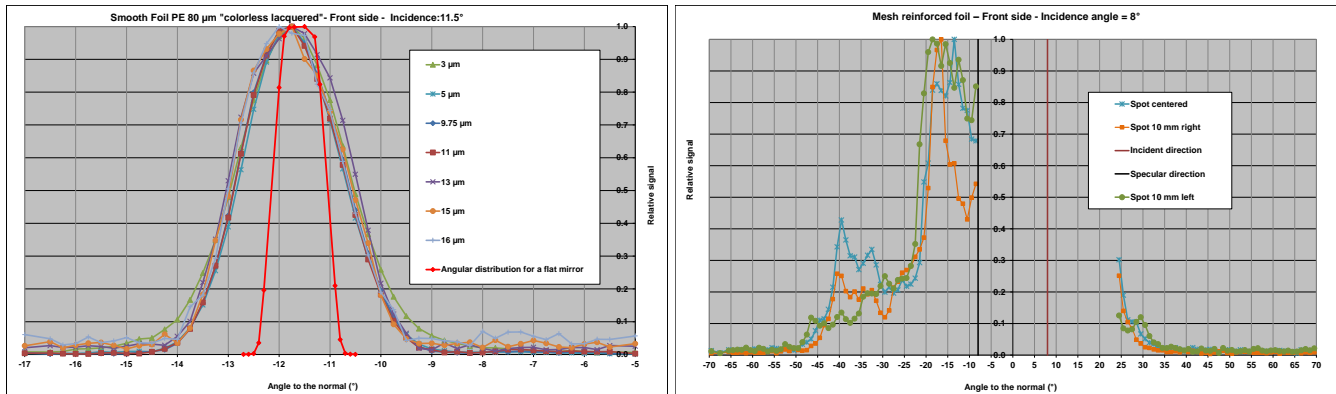 Smooth Foil PE 80 µm "colorless lacquered"- Front side - Incidence:11.5°
1.0
0.9
0.8
0.7
0.6
0.5
0.4
0.3
0.2
0.1
0.0
Relative signal
3 µm
5 µm
9.75 µm
11 µm
13 µm
15 µm
16 µm
Angular distribution for a flat mirror
-17 -16 -15 -14 -13 -12 -11 -10 -9 -8 -7 -6 -5
Angle to the normal (°)
Mesh reinforced foil – Front side - Incidence angle = 8°
Relative signal
1.0
0.9
0.8
0.7
0.6
0.5
0.4
0.3
0.2
0.1
0.0
Spot centered
Spot 10 mm right
Incident direction
Specular direction
Spot 10 mm left
-70 -65 -60 -55 -50 -45 -40 -35 -30 -25 -20 -15 -10 -5 0 5 10 15 20 25 30 35 40 45 50 55 60 65 70
Angle to the normal (°)